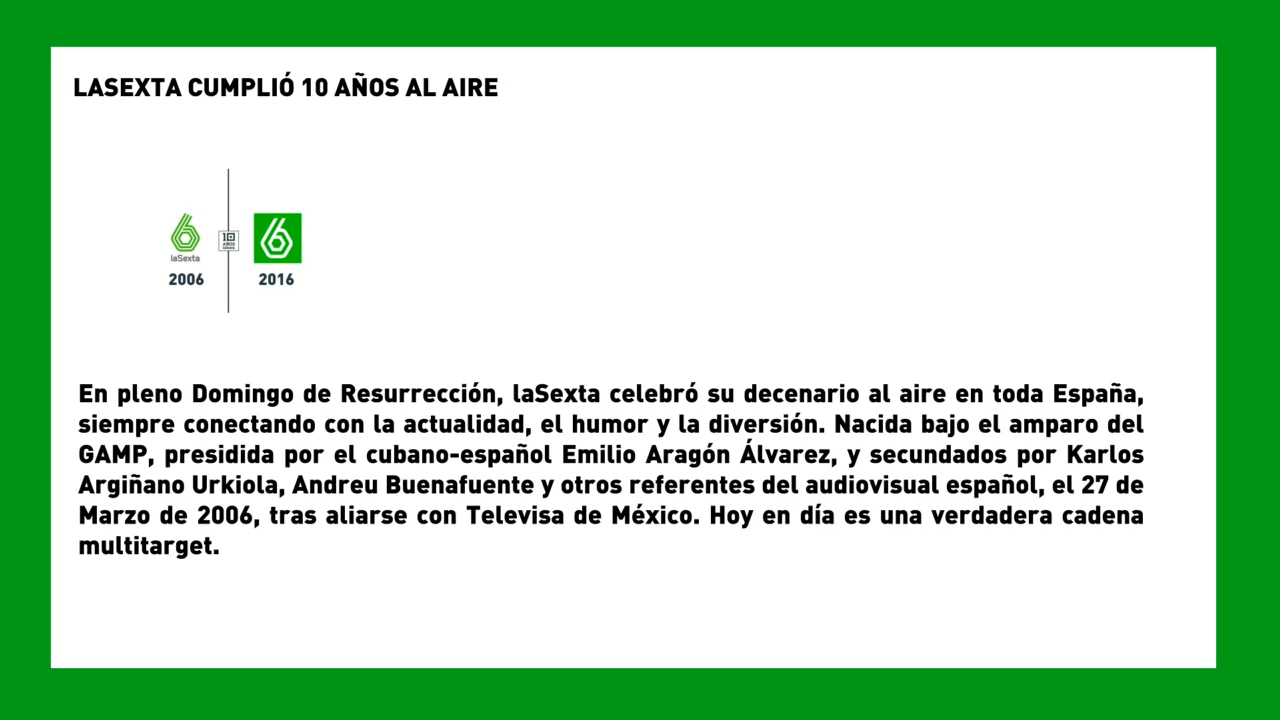 LASEXTA CUMPLIÓ 10 AÑOS AL AIRE
laSexta
10
AÑOS
2006
2016
En pleno Domingo de Resurrección, laSexta celebró su decenario al aire en toda España,
siempre conectando con la actualidad, el humor y la diversión. Nacida bajo el amparo del
GAMP, presidida por el cubano-español Emilio Aragón Álvarez, y secundados por Karlos
Argiñano Urkiola, Andreu Buenafuente y otros referentes del audiovisual español, el 27 de
Marzo de 2006, tras aliarse con Televisa de México. Hoy en día es una verdadera cadena
multitarget.